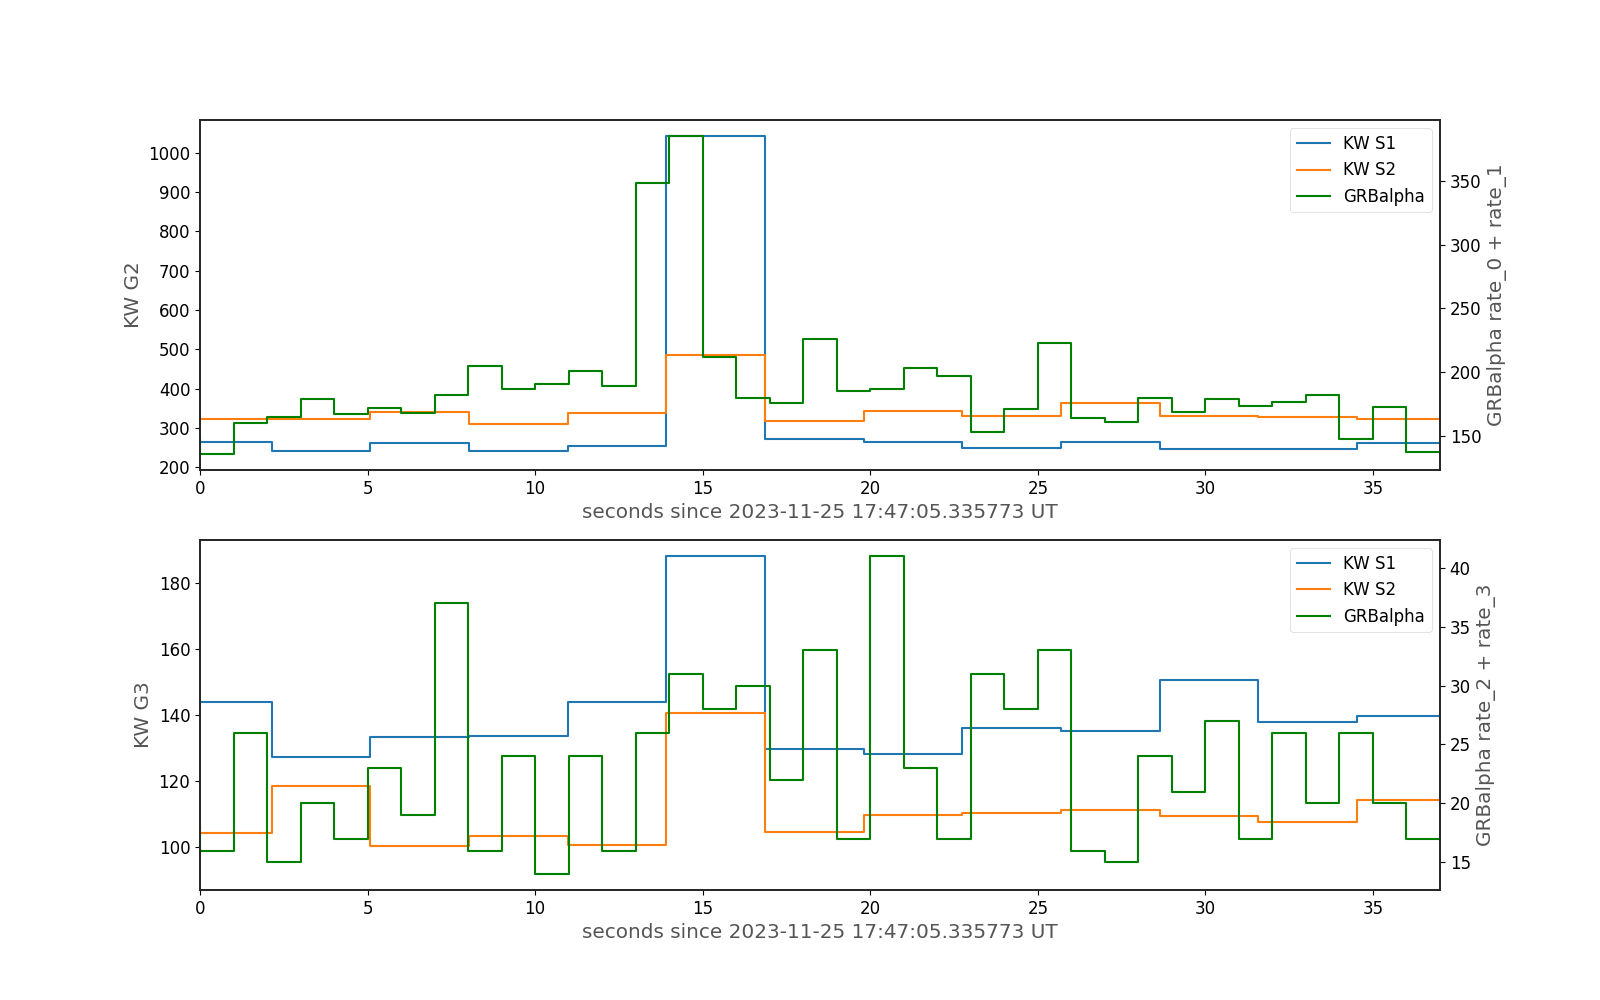 KW S1
KW S2
GRBalpha
1000
900
800
700
600
500
400
300
200
KW G2
350
300
250
200
150
GRBalpha rate_0 + rate_1
0 5 10 15 20 25 30 35
seconds since 2023-11-25 17:47:05.335773 UT
KW S1
KW S2
GRBalpha
180
160
140
120
100
KW G3
40
35
30
25
20
15
GRBalpha rate_2 + rate_3
0 5 10 15 20 25 30 35
seconds since 2023-11-25 17:47:05.335773 UT